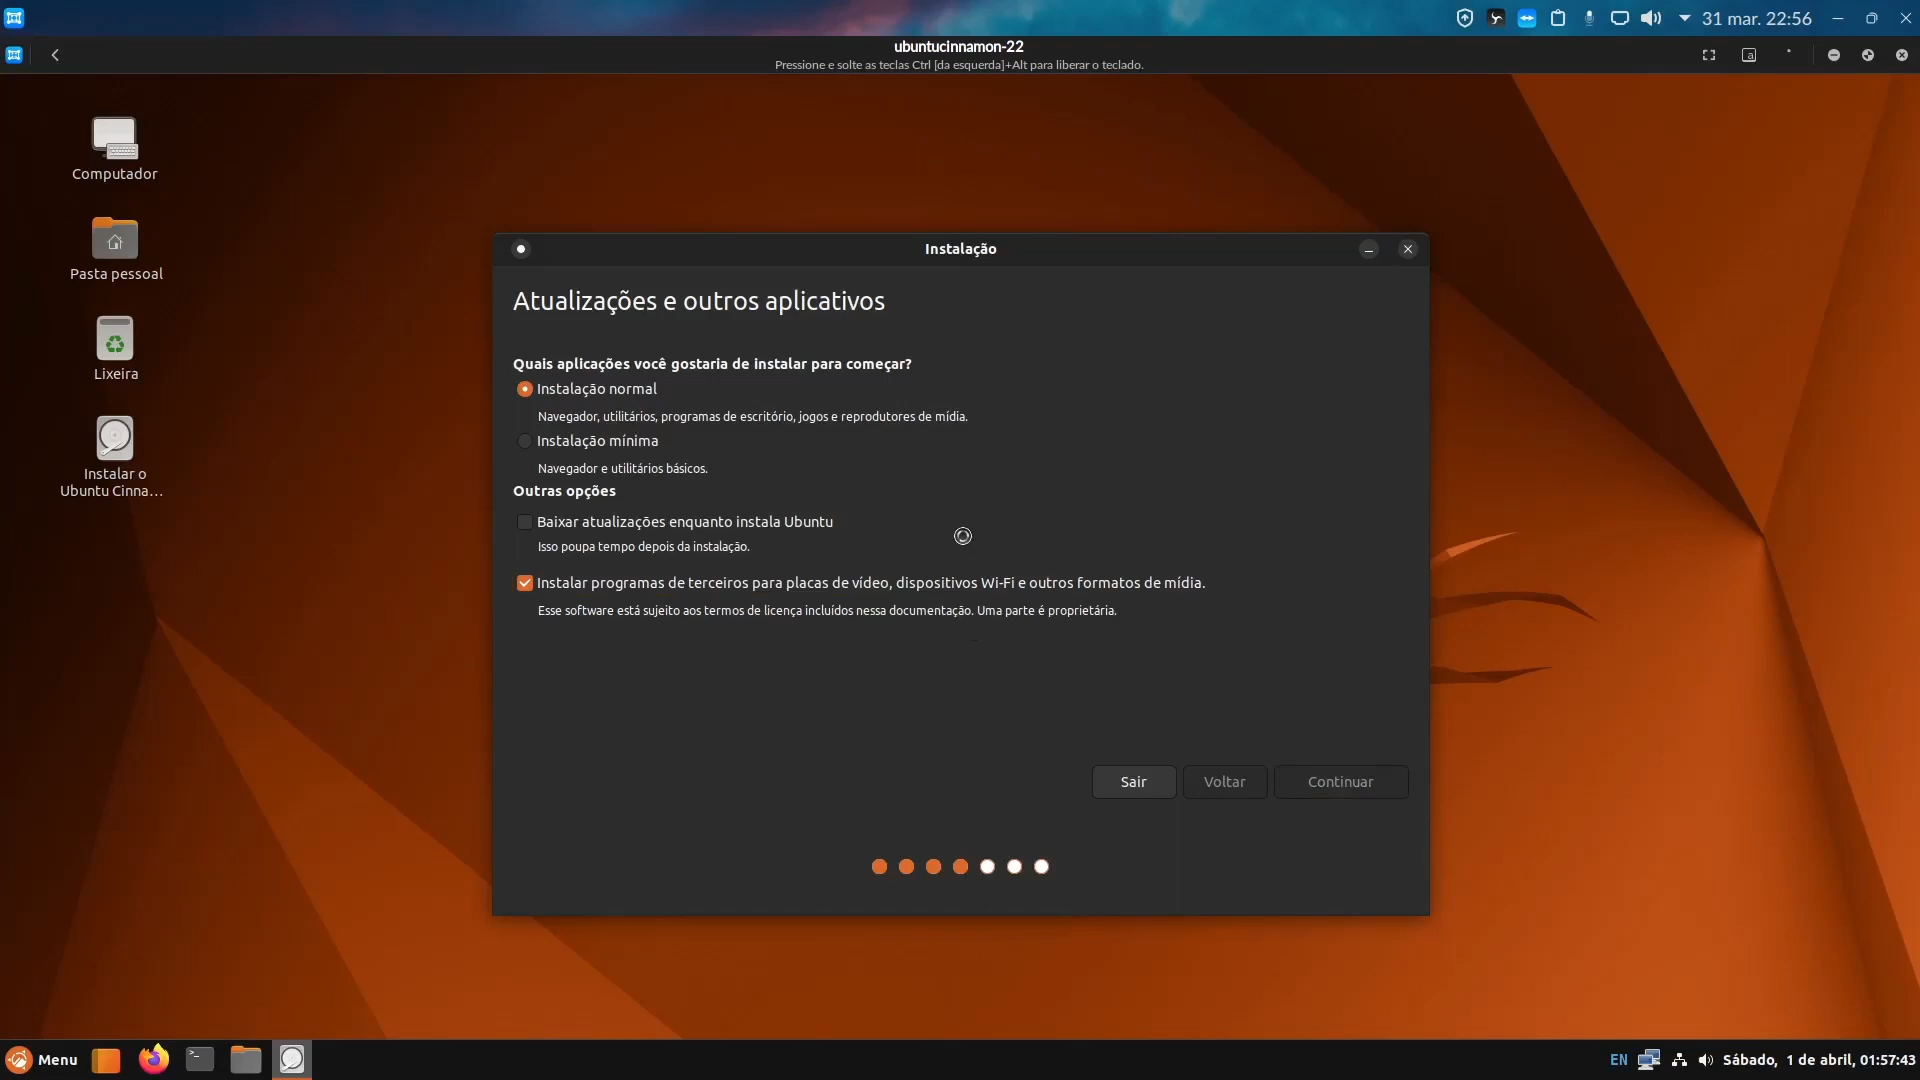 31 mar. 22:56
ubuntucinnamon-22
Pressione e solte as teclas Ctrl [da esquerda]+Alt para liberar o teclado.
Computador
Pasta pessoal
Lixeira
Instalar o
Ubuntu Cinna...
Instalação
Atualizações e outros aplicativos
Quais aplicações você gostaria de instalar para começar?
Instalação normal
Navegador, utilitários, programas de escritório, jogos e reprodutores de mídia.
Instalação mínima
Navegador e utilitários básicos.
Outras opções
Baixar atualizações enquanto instala Ubuntu
Isso poupa tempo depois da instalação.
Instalar programas de terceiros para placas de vídeo, dispositivos Wi-Fi e outros formatos de mídia.
Esse software está sujeito aos termos de licença incluídos nessa documentação. Uma parte é proprietária.
Sair
Voltar
Continuar
Menu
EN
Sábado, 1 de abril, 01:57:43